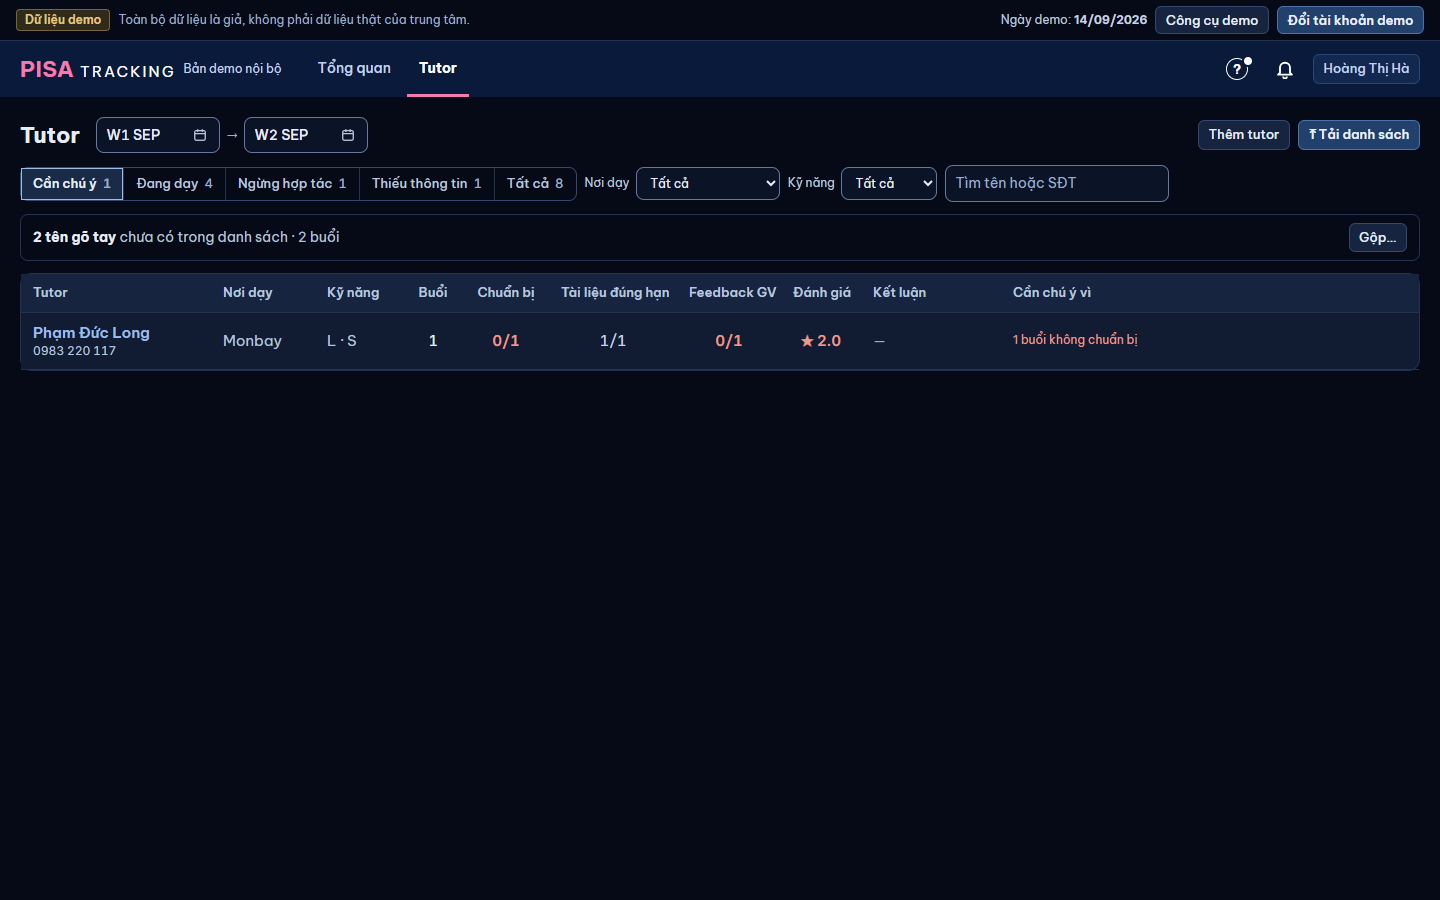 Dữ liệu demo Toàn bộ dữ liệu là giả, không phải dữ liệu thật của trung tâm. Ngày demo: 14/09/2026 Công cụ demo Đổi tài khoản demo
PISA TRACKING Bản demo nội bộ Tổng quan Tutor ? Hoàng Thị Hà
Tutor W1 SEP → W2 SEP Thêm tutor Tải danh sách
Cần chú ý 1 Đang dạy 4 Ngừng hợp tác 1 Thiếu thông tin 1 Tất cả 8 Nơi dạy Tất cả Kỹ năng Tất cả Tìm tên hoặc SĐT
2 tên gõ tay chưa có trong danh sách · 2 buổi Gộp...
Tutor Nơi dạy Kỹ năng Buổi Chuẩn bị Tài liệu đúng hạn Feedback GV Đánh giá Kết luận Cần chú ý vì
Phạm Đức Long Monbay L · S 1 0/1 1/1 0/1 ★ 2.0 — 1 buổi không chuẩn bị
0983 220 117